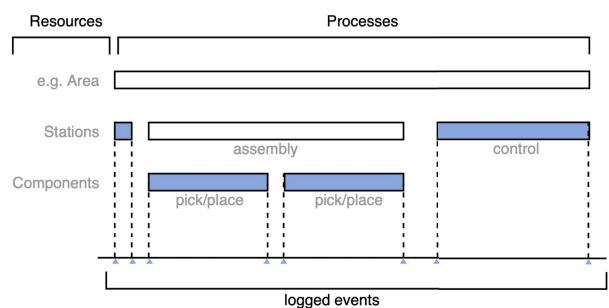 Resources
Processes
e.g. Area
Stations
assembly
control
Components
pick/place
pick/place
logged events